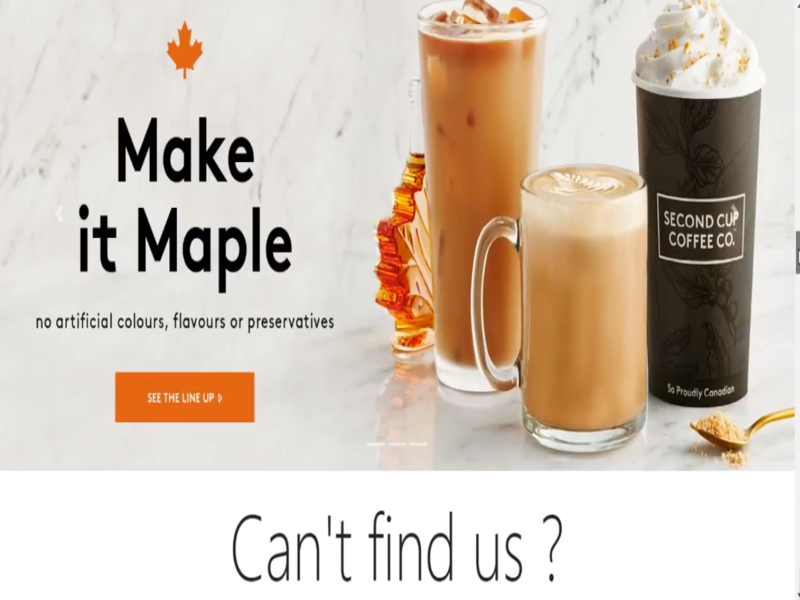 Make
it Maple
no artificial colours, flavours or preservatives
SEE THE LINE UP
SECOND CUP
COFFEE CO.
So Proudly Canadian
Can't find us ?